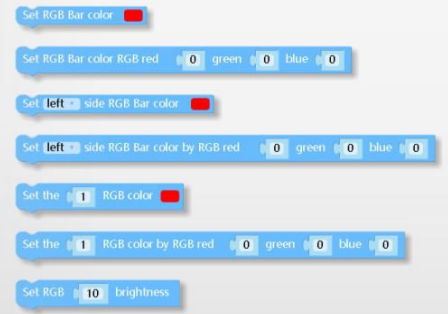 Set RGB Bar color
Set RGB Bar color RGB red 0 green 0 blue 0
Set left side RGB Bar color
Set left side RGB Bar color by RGB red 0 green 0 blue 0
Set the 1 RGB color
Set the 1 RGB color by RGB red 0 green 0 blue 0
Set RGB 10 brightness